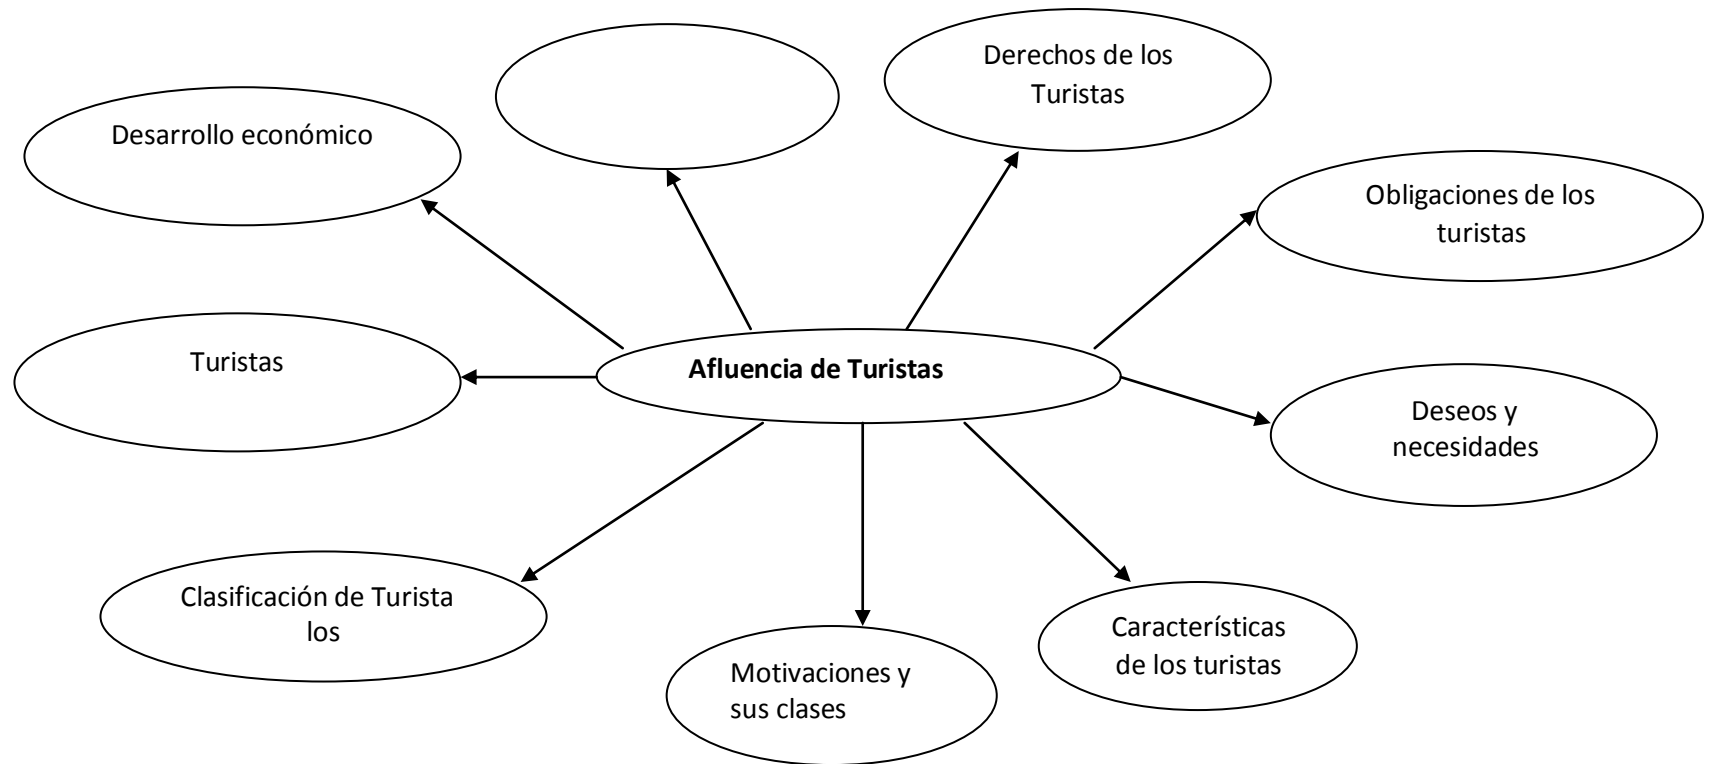 Derechos de los
Turistas
Desarrollo económico
Obligaciones de los
turistas
Turistas
Afluencia de Turistas
Deseos y
necesidades
Clasificación de Turista
los
Características
de los turistas
Motivaciones y
sus clases